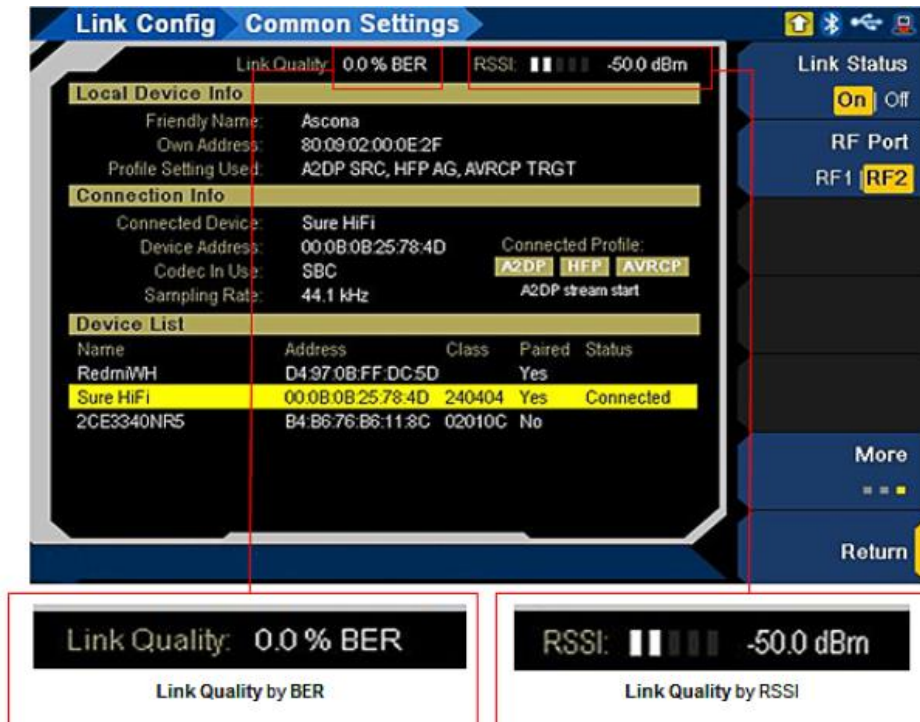 Link Config Common Settings
Link Quality: 0.0 % BER RSSI: -50.0 dBm
Local Device Info
Friendly Name: Ascona
Own Address: 80:09:02:00:0E:2F
Profile Setting Used: A2DP SRC, HFP AG, AVRCP TRGT
Connection Info
Connected Device: Sure HiFi
Device Address: 00:0B:0B:25:78:4D Connected Profile:
Codec In Use: SBC A2DP HFP AVRCP
Sampling Rate: 44.1 kHz A2DP stream start
Device List
Name Address Class Paired Status
RedmiWH D4:97:0B:FF:DC:5D Yes
Sure HiFi 00:0B:0B:25:78:4D 240404 Yes Connected
2CE3340NR5 B4:B6:76:B6:11:8C 02010C No
Link Status
On | Off
RF Port
RF1 | RF2
More
Return
Link Quality: 0.0 % BER
Link Quality by BER
RSSI: -50.0 dBm
Link Quality by RSSI